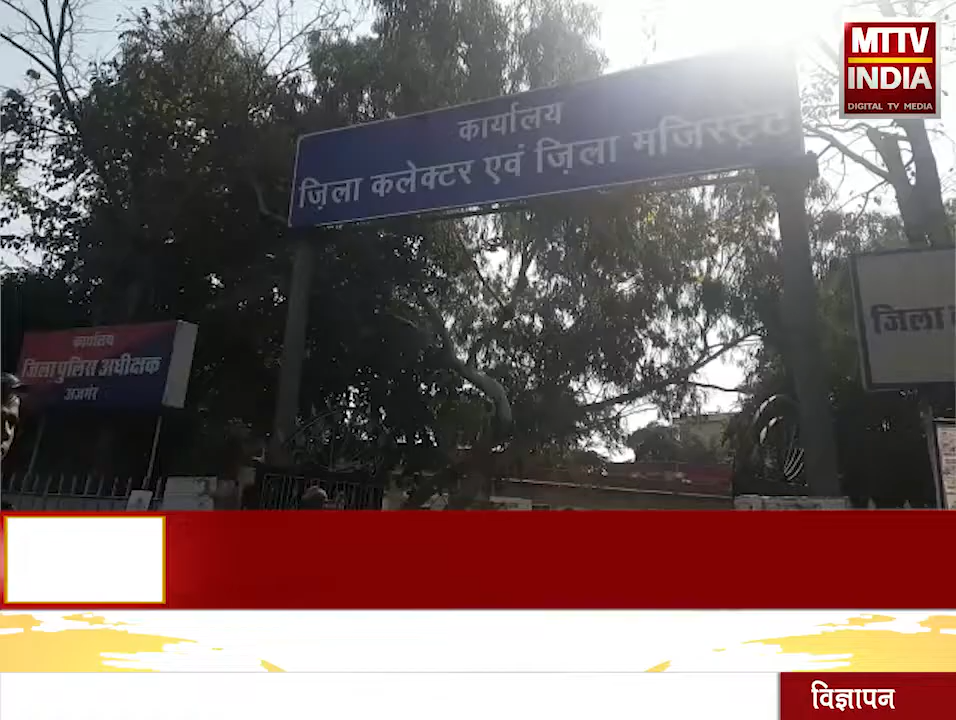 MTTV
INDIA
DIGITAL TV MEDIA
कार्यालय
ज़िला कलेक्टर एवं ज़िला मजिस्ट्रेट
जिला
कार्यालय
जिला पुलिस अधीक्षक
अजमेर
विज्ञापन